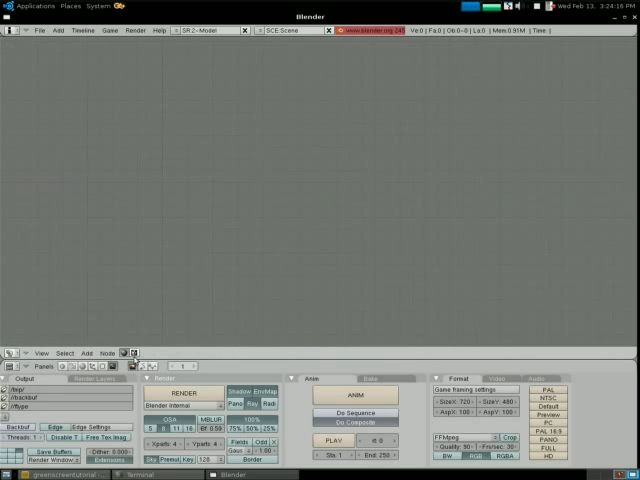 Applications Places System Wed Feb 13, 3:24:16 PM
Blender
File Add Timeline Game Render Help SR:2-Model X SCE:Scene X www.blender.org 245 Ve:0 | Fa:0 | Ob:0-0 | La:0 | Mem:0.91M | Time: |
View Select Add Node
Panels 1
Output Render Layers Render Anim Bake Format Video Audio
/tmp/
//backbuf
//ftype
Backbuf Edge Edge Settings
Threads: 1 Disable T Free Tex Imag
Save Buffers Dither: 0.000
Render Window Extensions
RENDER
Blender Internal
Shadow EnvMap
Pano Ray Radi
OSA MBLUR 100%
5 8 11 16 Bf: 0.50 75% 50% 25%
Xparts: 4 Yparts: 4 Fields Odd X
Gaus 1.00
Sky Premul Key 128 Border
ANIM
Do Sequence
Do Composite
PLAY rt: 0
Sta: 1 End: 250
Game framing settings
SizeX: 720 SizeY: 480
AspX: 100 AspY: 100
FFMpeg Crop
Quality: 90 Frs/sec: 30
BW RGB RGBA
PAL
NTSC
Default
Preview
PC
PAL 16:9
PANO
FULL
HD
greenscreentutorial Terminal Blender